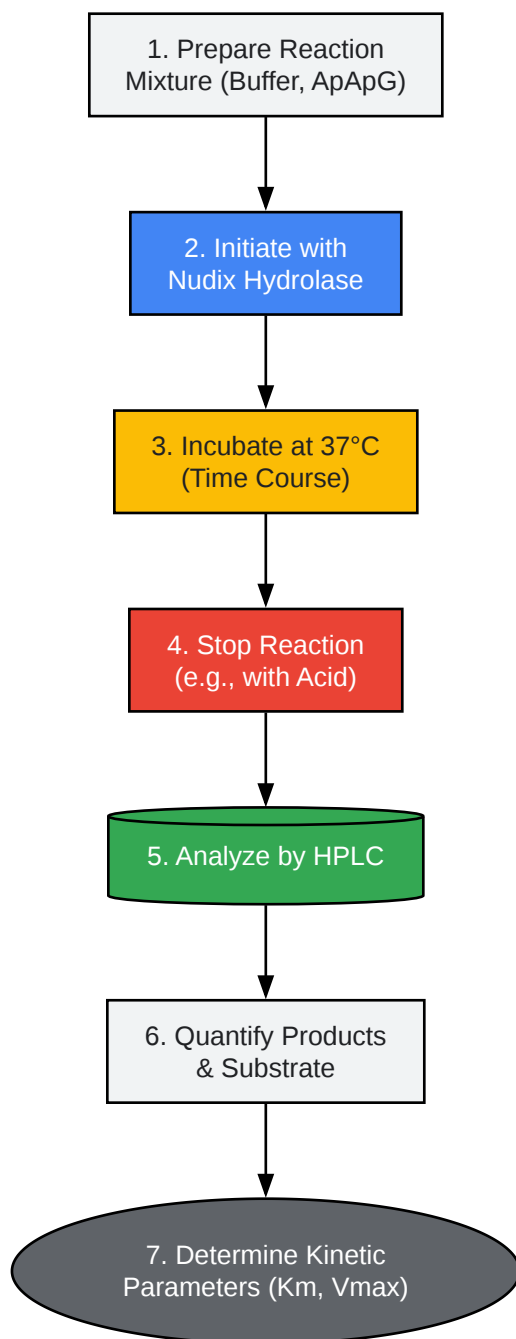 1. Prepare Reaction
Mixture (Buffer, ApApG)
2. Initiate with
Nudix Hydrolase
3. Incubate at 37°C
(Time Course)
4. Stop Reaction
(e.g., with Acid)
5. Analyze by HPLC
6. Quantify Products
& Substrate
7. Determine Kinetic
Parameters (Km, Vmax)